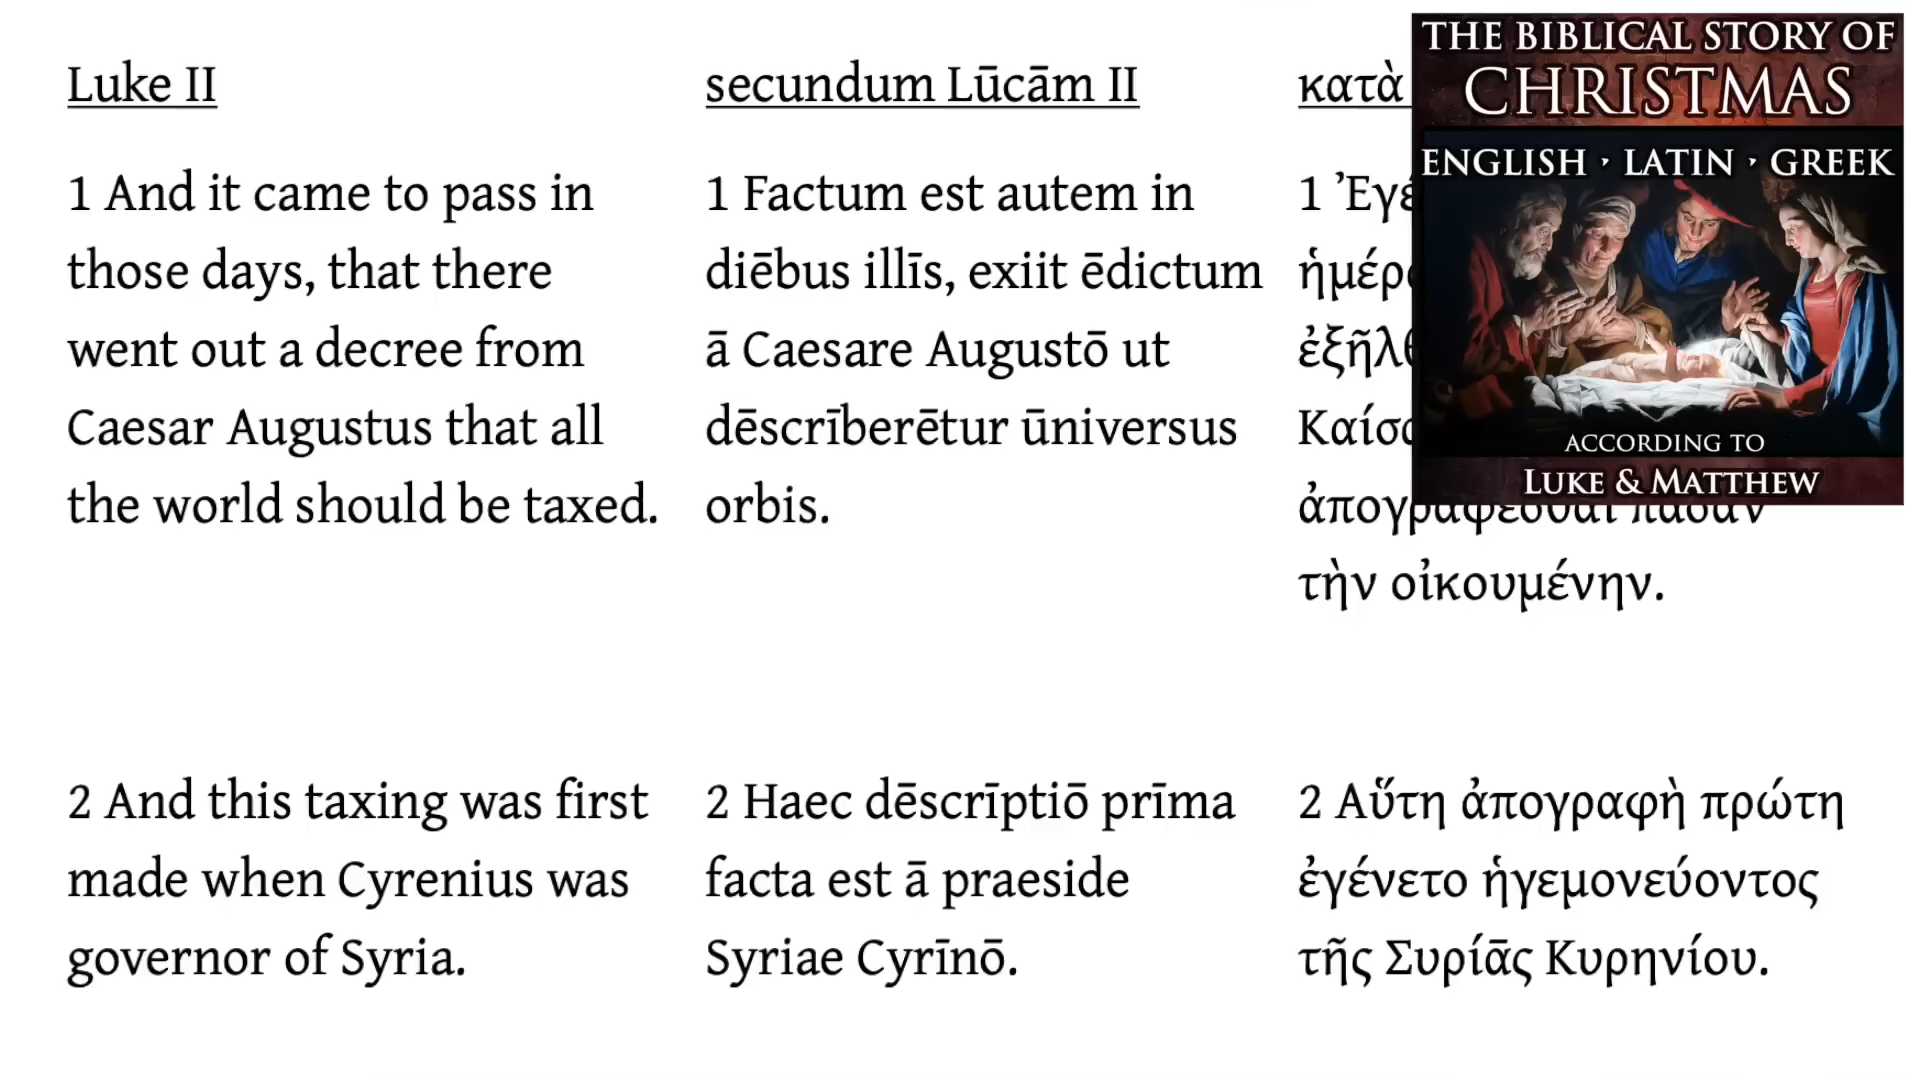 Luke II
1 And it came to pass in
those days, that there
went out a decree from
Caesar Augustus that all
the world should be taxed.
2 And this taxing was first
made when Cyrenius was
governor of Syria.
secundum Lūcām II
1 Factum est autem in
diēbus illīs, exiit ēdictum
ā Caesare Augustō ut
dēscrīberētur ūniversus
orbis.
2 Haec dēscrīptiō prīma
facta est ā praeside
Syriae Cyrīnō.
κατὰ
1
τὴν οἰκουμένην.
2 Αὕτη ἀπογραφὴ πρώτη
ἐγένετο ἡγεμονεύοντος
τῆς Συρίᾱς Κυρηνίου.
THE BIBLICAL STORY OF
CHRISTMAS
ENGLISH · LATIN · GREEK
ACCORDING TO
LUKE & MATTHEW